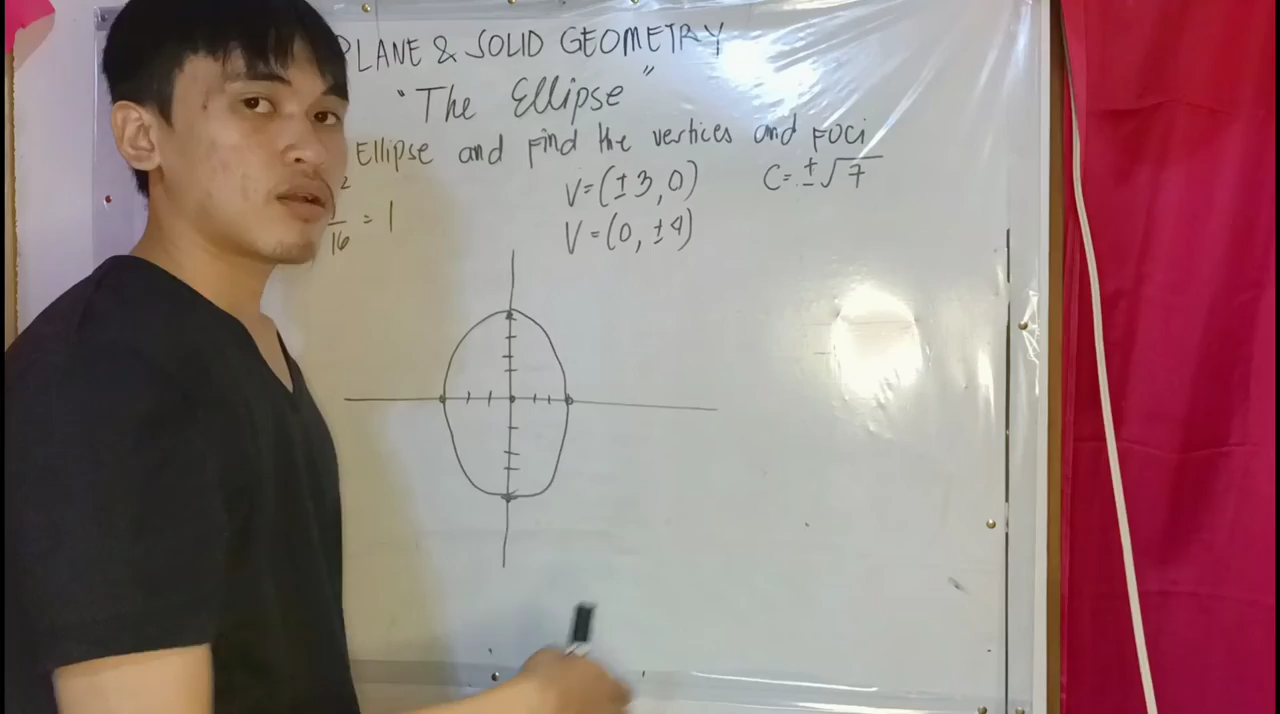 PLANE & SOLID GEOMETRY
"The Ellipse"
Ellipse and Find the vertices and Foci
2
V=(±3,0) C=±√7
16 = 1
V=(0,±4)